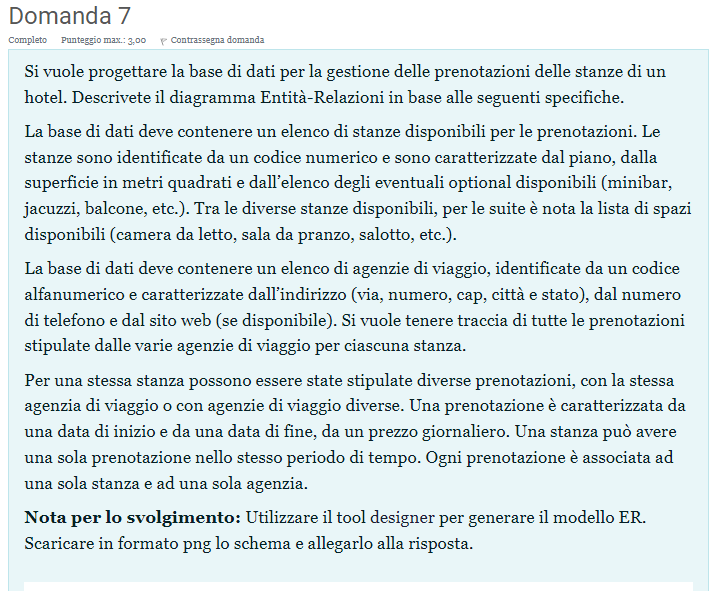 Domanda 7
Completo Punteggio max.: 3,00 Contrassegna domanda
Si vuole progettare la base di dati per la gestione delle prenotazioni delle stanze di un
hotel. Descrivete il diagramma Entità-Relazioni in base alle seguenti specifiche.
La base di dati deve contenere un elenco di stanze disponibili per le prenotazioni. Le
stanze sono identificate da un codice numerico e sono caratterizzate dal piano, dalla
superficie in metri quadrati e dall’elenco degli eventuali optional disponibili (minibar,
jacuzzi, balcone, etc.). Tra le diverse stanze disponibili, per le suite è nota la lista di spazi
disponibili (camera da letto, sala da pranzo, salotto, etc.).
La base di dati deve contenere un elenco di agenzie di viaggio, identificate da un codice
alfanumerico e caratterizzate dall’indirizzo (via, numero, cap, città e stato), dal numero
di telefono e dal sito web (se disponibile). Si vuole tenere traccia di tutte le prenotazioni
stipulate dalle varie agenzie di viaggio per ciascuna stanza.
Per una stessa stanza possono essere state stipulate diverse prenotazioni, con la stessa
agenzia di viaggio o con agenzie di viaggio diverse. Una prenotazione è caratterizzata da
una data di inizio e da una data di fine, da un prezzo giornaliero. Una stanza può avere
una sola prenotazione nello stesso periodo di tempo. Ogni prenotazione è associata ad
una sola stanza e ad una sola agenzia.
Nota per lo svolgimento: Utilizzare il tool designer per generare il modello ER.
Scaricare in formato png lo schema e allegarlo alla risposta.